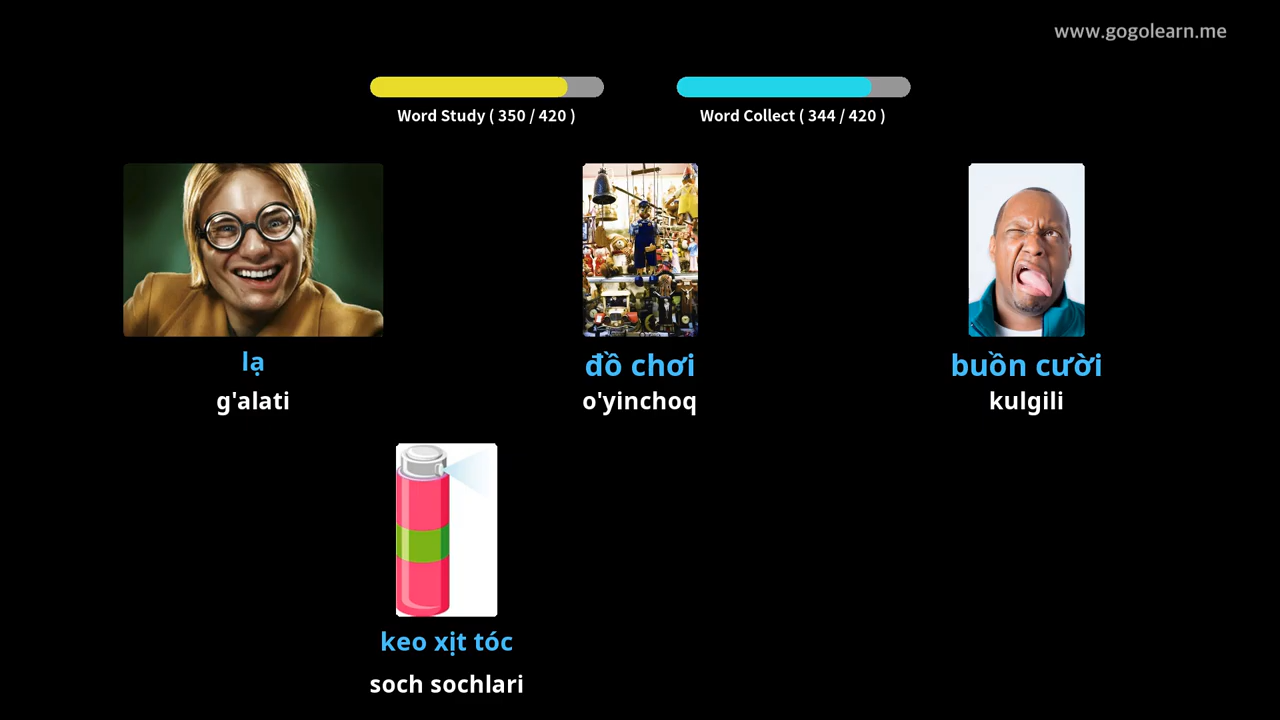 www.gogolearn.me
Word Study ( 350 / 420 )
Word Collect ( 344 / 420 )
lạ
g'alati
đồ chơi
o'yinchoq
buồn cười
kulgili
keo xịt tóc
soch sochlari